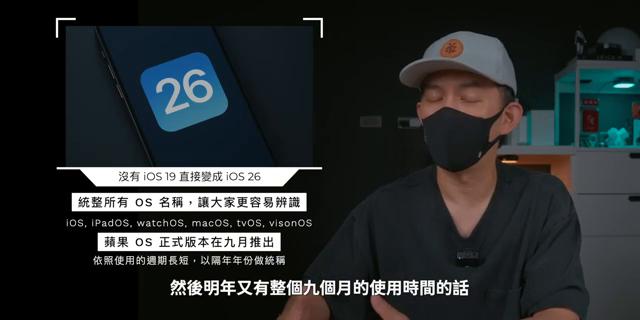 26
沒有 iOS 19 直接變成 iOS 26
統整所有 OS 名稱，讓大家更容易辨識
iOS, iPadOS, watchOS, macOS, tvOS, visonOS
蘋果 OS 正式版本在九月推出
依照使用的週期長短，以隔年年份做統稱
然後明年又有整個九個月的使用時間的話